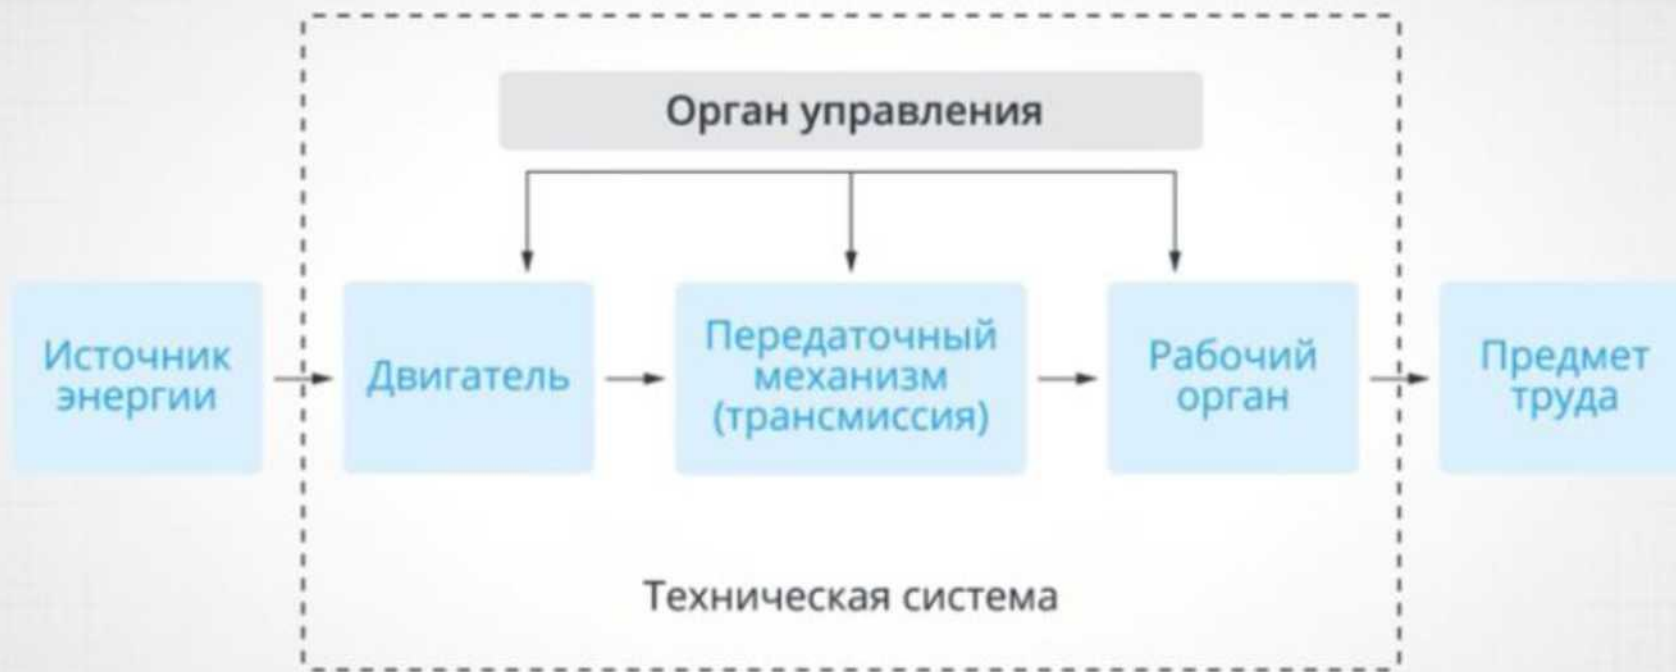 Орган управления
Источник
энергии
Двигатель
Передаточный
механизм
(трансмиссия)
Рабочий
орган
Предмет
труда
Техническая система